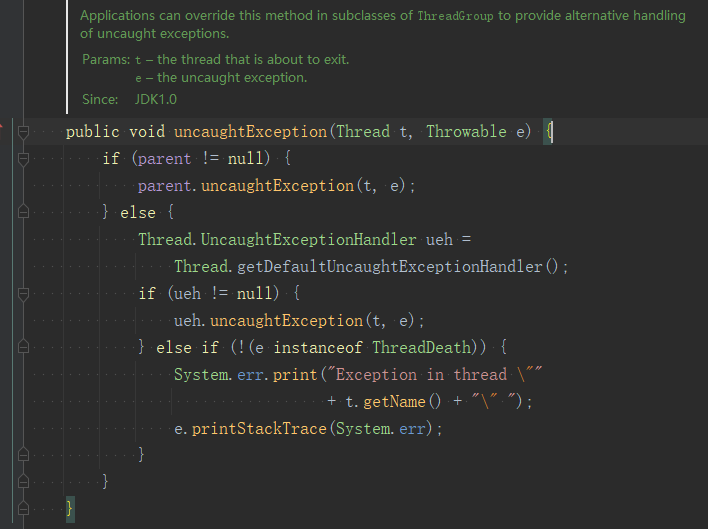 Applications can override this method in subclasses of ThreadGroup to provide alternative handling
of uncaught exceptions.
Params: t – the thread that is about to exit.
e – the uncaught exception.
Since: JDK1.0
public void uncaughtException(Thread t, Throwable e) {
if (parent != null) {
parent.uncaughtException(t, e);
} else {
Thread.UncaughtExceptionHandler ueh =
Thread.getDefaultUncaughtExceptionHandler();
if (ueh != null) {
ueh.uncaughtException(t, e);
} else if (!(e instanceof ThreadDeath)) {
System.err.print("Exception in thread \""
+ t.getName() + "\" ");
e.printStackTrace(System.err);
}
}
}